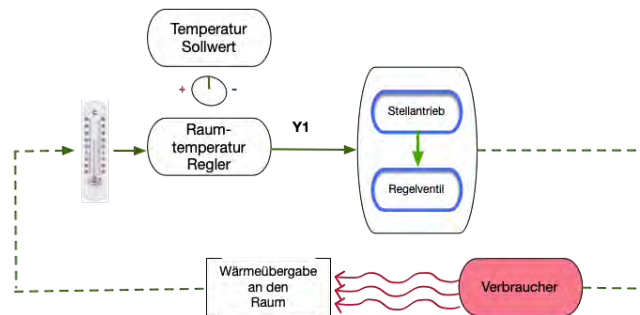 Temperatur
Sollwert
+
-
Raum-
temperatur
Regler
Y1
Stellantrieb
Regelventil
Wärmeübergabe
an den
Raum
Verbraucher